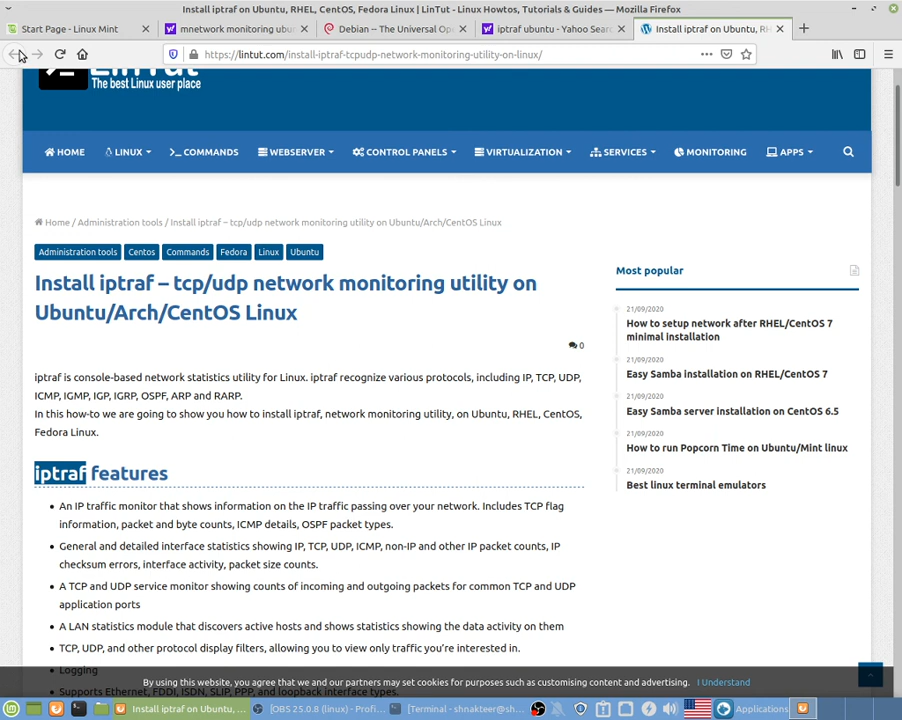 Install iptraf on Ubuntu, RHEL, CentOS, Fedora Linux | LinTut - Linux Howtos, Tutorials & Guides — Mozilla Firefox
Start Page - Linux Mint
mnetwork monitoring ubun
Debian -- The Universal Op
iptraf ubuntu - Yahoo Sear
Install iptraf on Ubuntu, RH
https://lintut.com/install-iptraf-tcpudp-network-monitoring-utility-on-linux/
LinTut
The best Linux user place
HOME
LINUX
COMMANDS
WEBSERVER
CONTROL PANELS
VIRTUALIZATION
SERVICES
MONITORING
APPS
Home / Administration tools / Install iptraf – tcp/udp network monitoring utility on Ubuntu/Arch/CentOS Linux
Administration tools
Centos
Commands
Fedora
Linux
Ubuntu
Install iptraf – tcp/udp network monitoring utility on
Ubuntu/Arch/CentOS Linux
0
iptraf is console-based network statistics utility for Linux. iptraf recognize various protocols, including IP, TCP, UDP,
ICMP, IGMP, IGP, IGRP, OSPF, ARP and RARP.
In this how-to we are going to show you how to install iptraf, network monitoring utility, on Ubuntu, RHEL, CentOS,
Fedora Linux.
iptraf features
An IP traffic monitor that shows information on the IP traffic passing over your network. Includes TCP flag
information, packet and byte counts, ICMP details, OSPF packet types.
General and detailed interface statistics showing IP, TCP, UDP, ICMP, non-IP and other IP packet counts, IP
checksum errors, interface activity, packet size counts.
A TCP and UDP service monitor showing counts of incoming and outgoing packets for common TCP and UDP
application ports
A LAN statistics module that discovers active hosts and shows statistics showing the data activity on them
TCP, UDP, and other protocol display filters, allowing you to view only traffic you're interested in.
Logging
Supports Ethernet, FDDI, ISDN, SLIP, PPP, and loopback interface types.
Most popular
21/09/2020
How to setup network after RHEL/CentOS 7
minimal installation
21/09/2020
Easy Samba installation on RHEL/CentOS 7
21/09/2020
Easy Samba server installation on CentOS 6.5
21/09/2020
How to run Popcorn Time on Ubuntu/Mint linux
21/09/2020
Best linux terminal emulators
By using this website, you agree that we and our partners may set cookies for purposes such as customising content and advertising.
I Understand
Install iptraf on Ubuntu, ...
[OBS 25.0.8 (linux) - Profi...
[Terminal - shnakteer@sh...
Applications